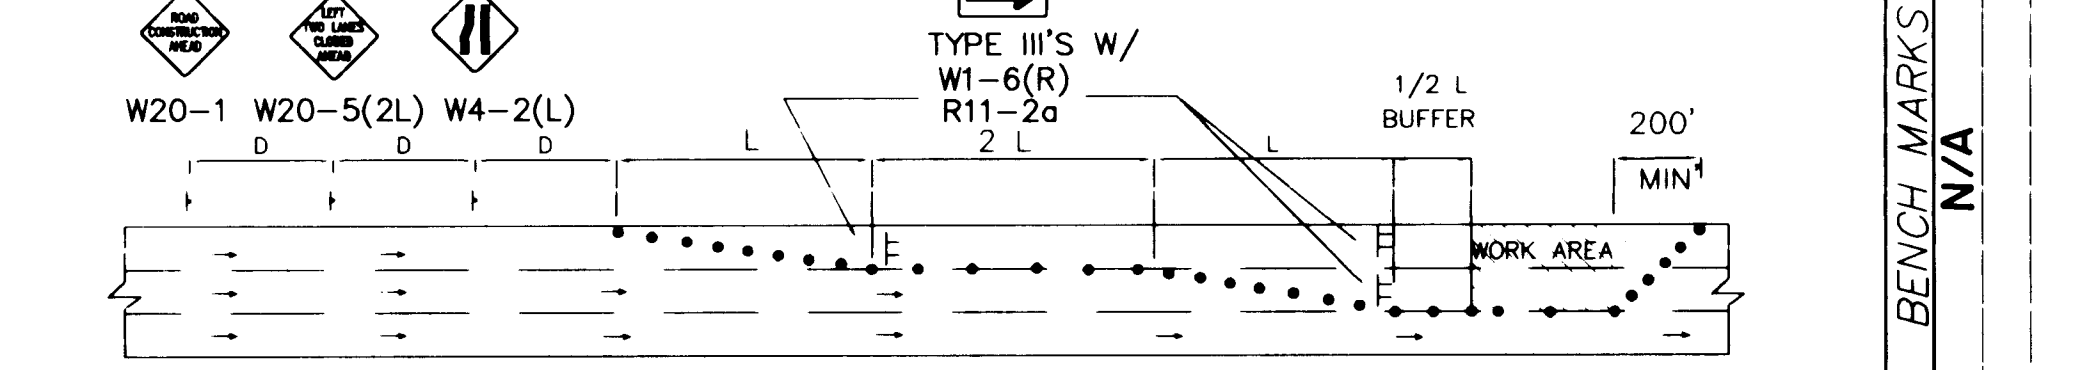 ROAD
CONSTRUCTION
AHEAD
LEFT
TWO LANES
CLOSED
AHEAD
W20-1 W20-5(2L) W4-2(L)
TYPE III'S W/
W1-6(R)
R11-2a
1/2 L
BUFFER
200'
MIN
D D D L 2 L L
WORK AREA
BENCH MARKS
N/A